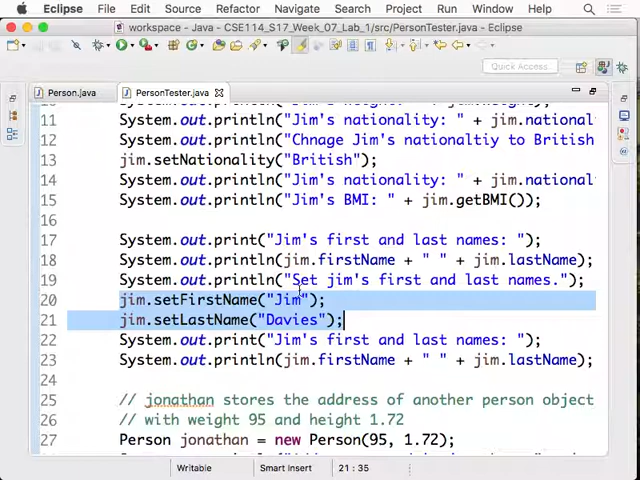 Eclipse File Edit Source Refactor Navigate Search Project Run Window Help
workspace - CSE114_S17_Week_07_Lab_1/src/PersonTester.java - Eclipse
Quick Access
Person.java PersonTester.java
11 System.out.println("Jim's nationality: " + jim.national
12 System.out.println("Chnage Jim's nationaltiy to British
13 jim.setNationality("British");
14 System.out.println("Jim's nationality: " + jim.national
15 System.out.println("Jim's BMI: " + jim.getBMI());
16
17 System.out.print("Jim's first and last names: ");
18 System.out.println(jim.firstName + " " + jim.lastName);
19 System.out.println("Set jim's first and last names.");
20 jim.setFirstName("Jim");
21 jim.setLastName("Davies");
22 System.out.print("Jim's first and last names: ");
23 System.out.println(jim.firstName + " " + jim.lastName);
24
25 // jonathan stores the address of another person object
26 // with weight 95 and height 1.72
27 Person jonathan = new Person(95, 1.72);
Writable Smart Insert 21 : 35